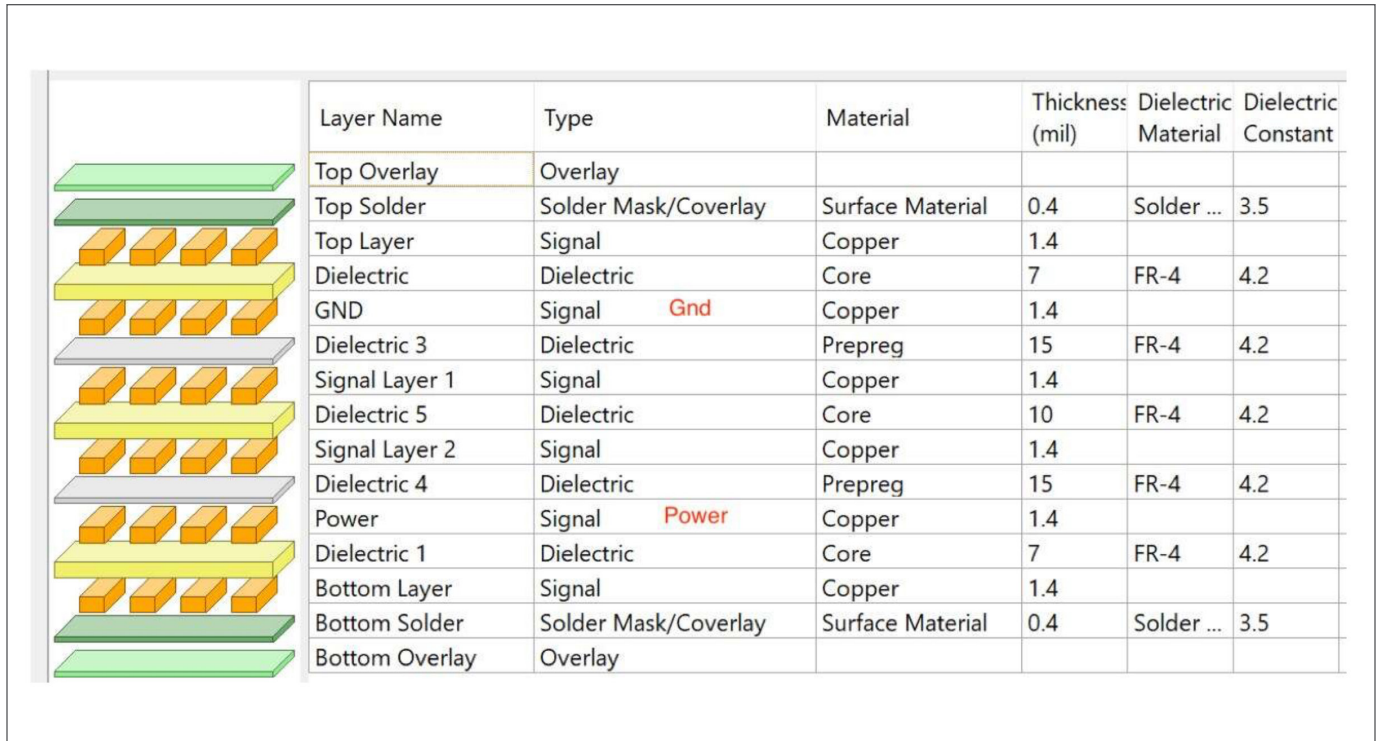 Layer Name Type Material Thickness (mil) Dielectric Material Dielectric Constant
Top Overlay Overlay
Top Solder Solder Mask/Coverlay Surface Material 0.4 Solder ... 3.5
Top Layer Signal Copper 1.4
Dielectric Dielectric Core 7 FR-4 4.2
GND Signal Gnd Copper 1.4
Dielectric 3 Dielectric Prepreg 15 FR-4 4.2
Signal Layer 1 Signal Copper 1.4
Dielectric 5 Dielectric Core 10 FR-4 4.2
Signal Layer 2 Signal Copper 1.4
Dielectric 4 Dielectric Prepreg 15 FR-4 4.2
Power Signal Power Copper 1.4
Dielectric 1 Dielectric Core 7 FR-4 4.2
Bottom Layer Signal Copper 1.4
Bottom Solder Solder Mask/Coverlay Surface Material 0.4 Solder ... 3.5
Bottom Overlay Overlay